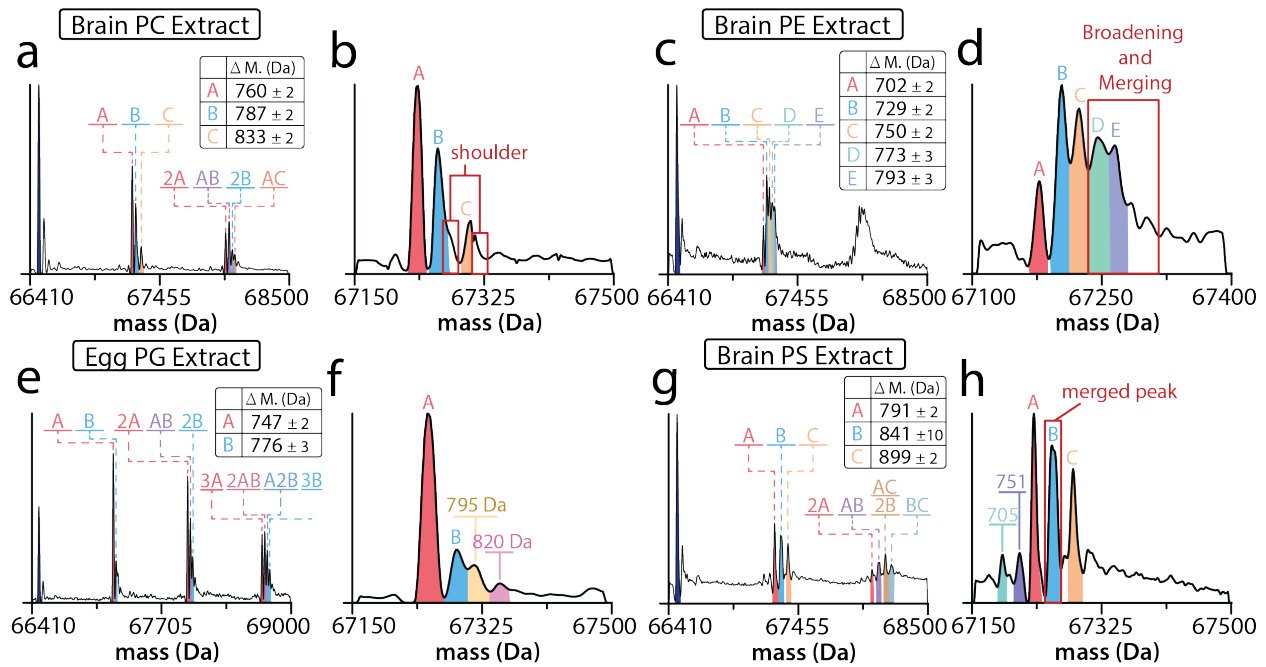 Brain PC Extract
a
Δ M. (Da)
A 760 ± 2
B 787 ± 2
C 833 ± 2
A B C
2A AB 2B AC
66410 67455 68500
mass (Da)
b
A
B
shoulder
C
67150 67325 67500
mass (Da)
Brain PE Extract
c
Δ M. (Da)
A 702 ± 2
B 729 ± 2
C 750 ± 2
D 773 ± 3
E 793 ± 3
A B C D E
66410 67455 68500
mass (Da)
d
Broadening
and
Merging
B
C
D
E
A
67100 67250 67400
mass (Da)
Egg PG Extract
e
Δ M. (Da)
A 747 ± 2
B 776 ± 3
A B 2A AB 2B
3A 2AB A2B 3B
66410 67705 69000
mass (Da)
f
A
795 Da
B
820 Da
67150 67325 67500
mass (Da)
Brain PS Extract
g
Δ M. (Da)
A 791 ± 2
B 841 ±10
C 899 ± 2
A B C
AC
2A AB 2B BC
66410 67455 68500
mass (Da)
h
merged peak
A
B
C
751
705
67150 67325 67500
mass (Da)